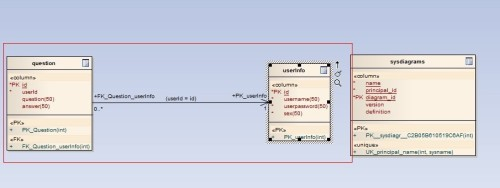 question
«column»
*PK id
* userId
question(50)
answer(50)
«PK»
+ PK_Question(int)
«FK»
+ FK_Question_userInfo(int)
+FK_Question_userInfo
0..*
(userId = id)
+PK_userInfo
1
userInfo
«column»
*PK id
* username(50)
* userpassword(50)
* sex(50)
«PK»
+ PK_userInfo(int)
sysdiagrams
«column»
* name
* principal_id
*PK diagram_id
version
definition
«PK»
+ PK__sysdiagr__C2B05B610519C6AF(int)
«unique»
+ UK_principal_name(int, sysname)